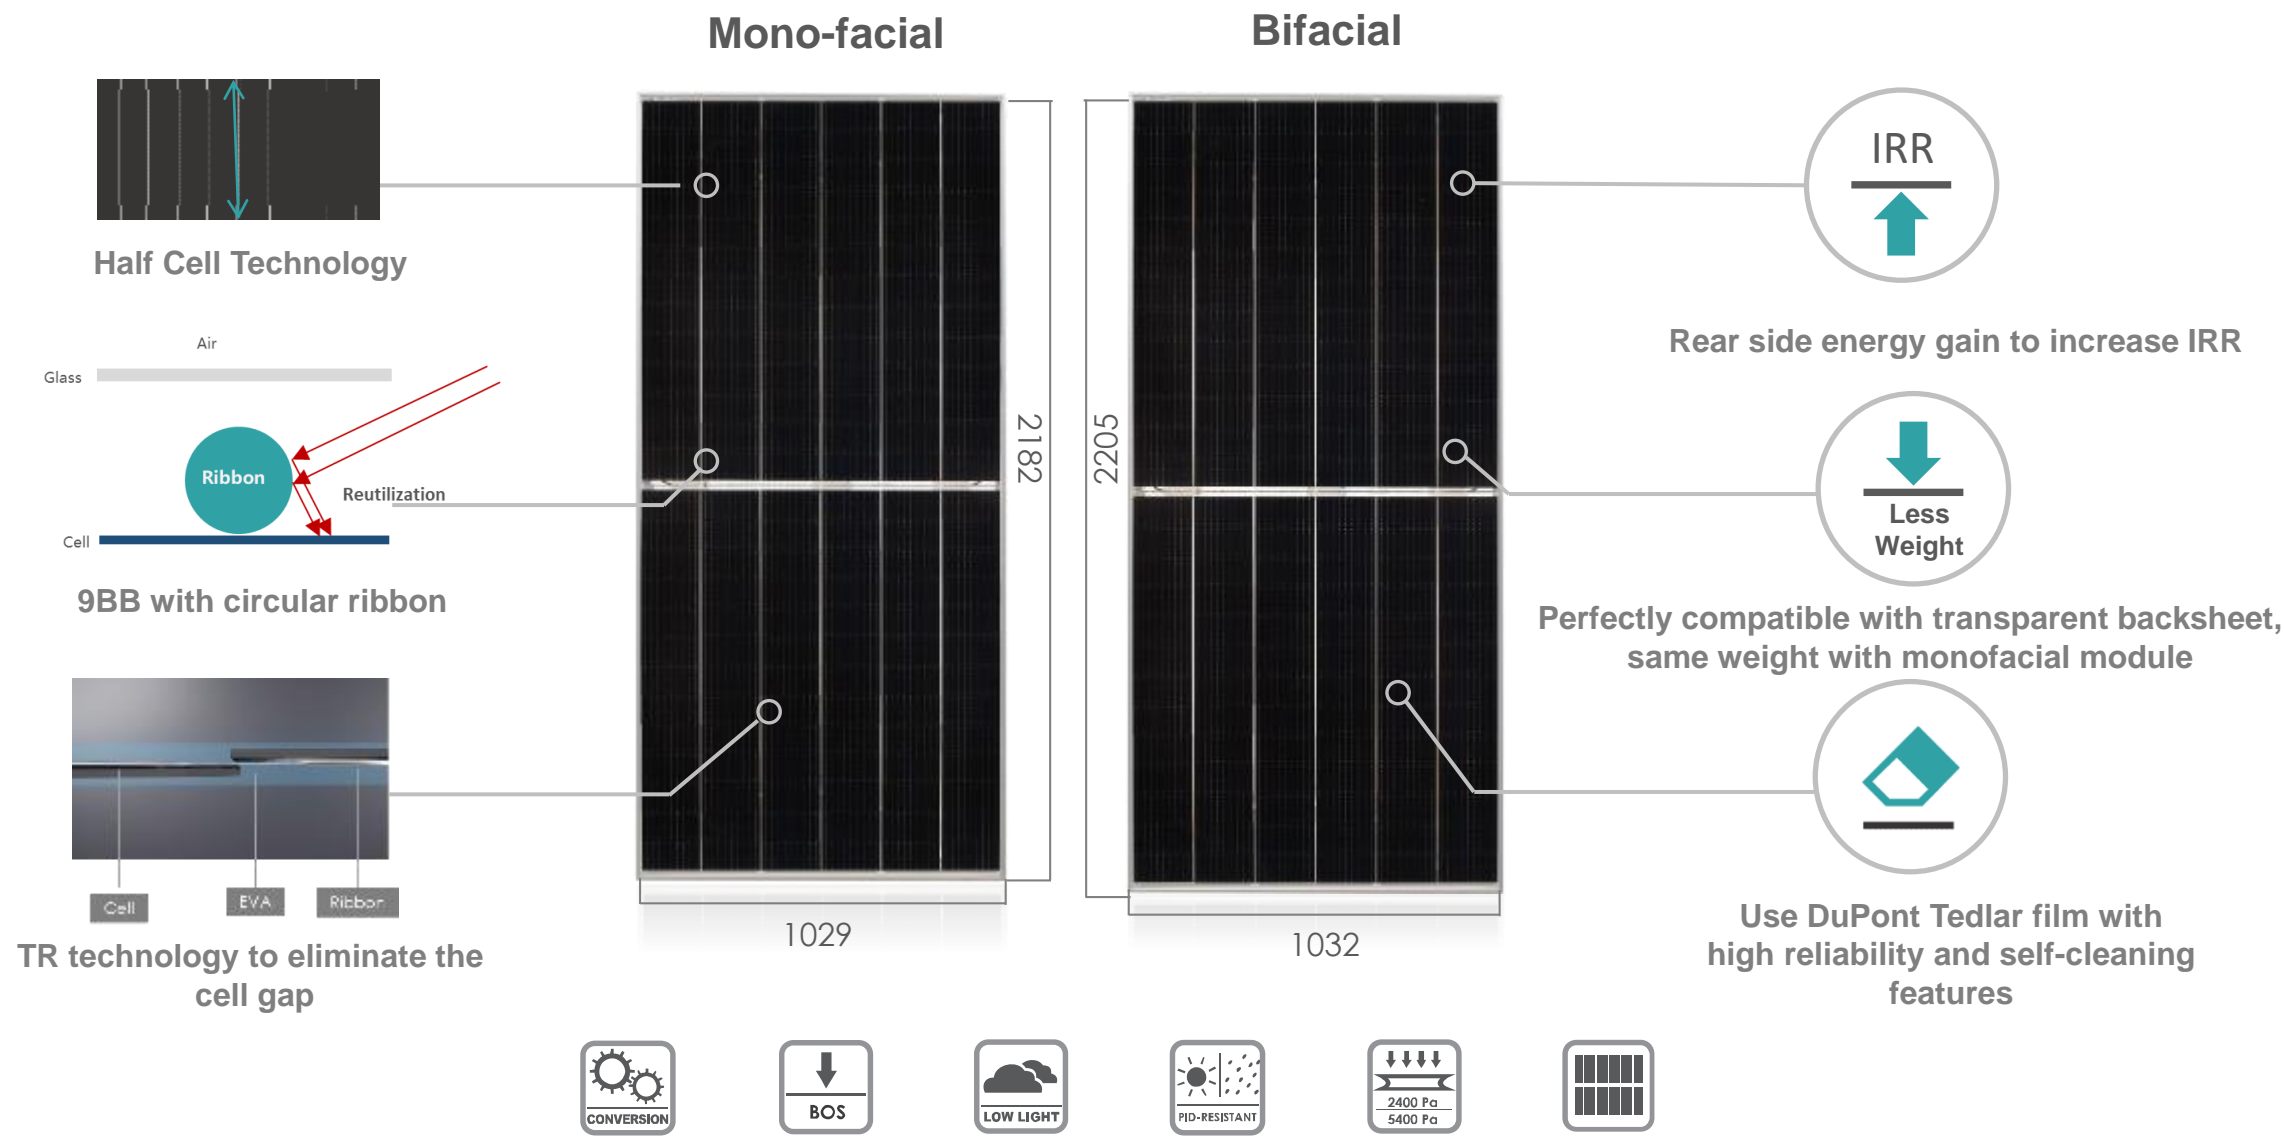 Mono-facial
Bifacial
Half Cell Technology
Air
Glass
Ribbon
Reutilization
Cell
9BB with circular ribbon
Cell
EVA
Ribbon
TR technology to eliminate the
cell gap
2182
1029
2205
1032
IRR
Rear side energy gain to increase IRR
Less
Weight
Perfectly compatible with transparent backsheet,
same weight with monofacial module
Use DuPont Tedlar film with
high reliability and self-cleaning
features
CONVERSION
BOS
LOW LIGHT
PID-RESISTANT
2400 Pa
5400 Pa